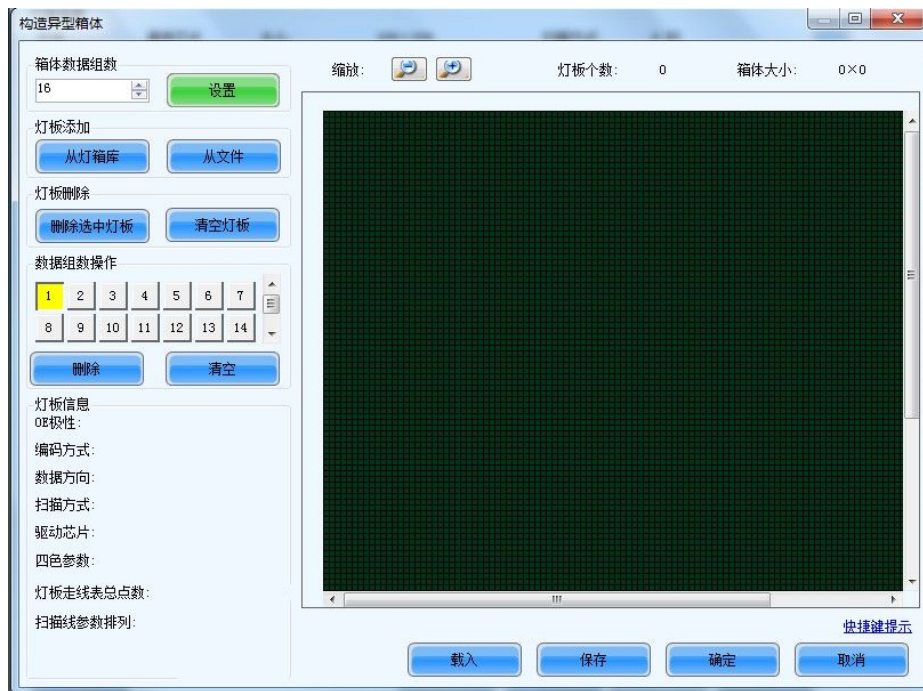 构造异型箱体
箱体数据组数
16
设置
灯板添加
从灯箱库
从文件
灯板删除
删除选中灯板
清空灯板
数据组数操作
1 2 3 4 5 6 7
8 9 10 11 12 13 14
删除
清空
灯板信息
OE极性:
编码方式:
数据方向:
扫描方式:
驱动芯片:
四色参数:
灯板走线表总点数:
扫描线参数排列:
缩放:
灯板个数: 0
箱体大小: 0×0
快捷键提示
载入
保存
确定
取消